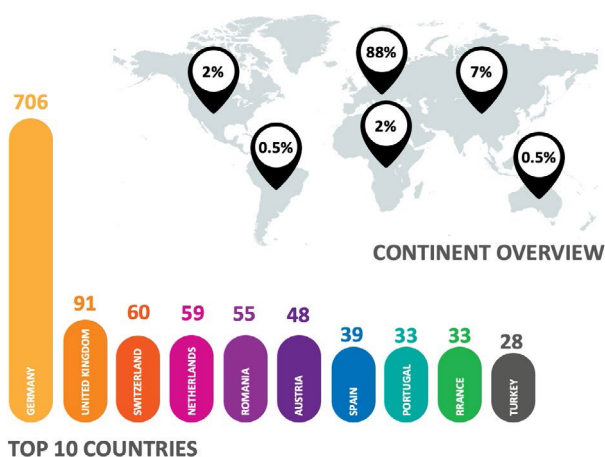 2%
88%
7%
0.5%
2%
0.5%
CONTINENT OVERVIEW
706
91
60
59
55
48
39
33
33
28
GERMANY
UNITED KINGDOM
SWITZERLAND
NETHERLANDS
ROMANIA
AUSTRIA
SPAIN
PORTUGAL
RRANCE
TURKEY
TOP 10 COUNTRIES